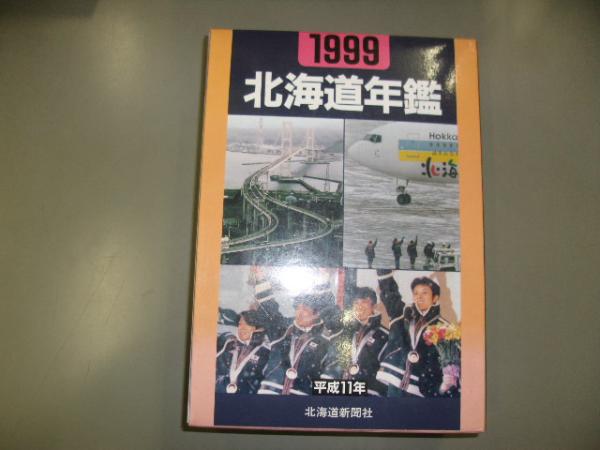 1999
北海道年鑑
Hokka
北海
平成11年
北海道新聞社